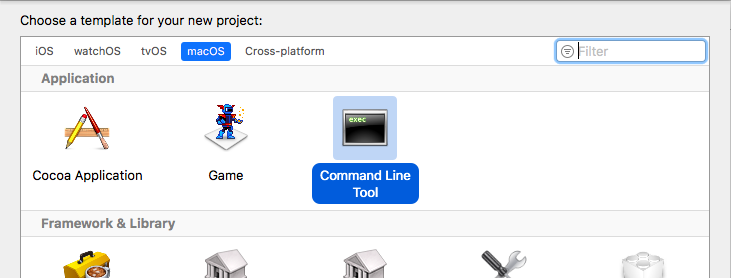 Choose a template for your new project:
iOS watchOS tvOS macOS Cross-platform Filter
Application
exec
Cocoa Application Game Command Line
Tool
Framework & Library